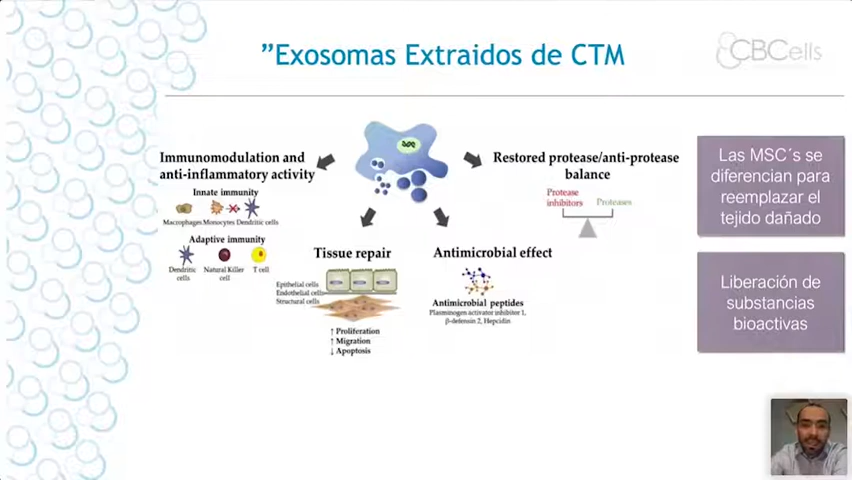 ”Exosomas Extraidos de CTM
CBCells
Immunomodulation and
anti-inflammatory activity
Innate immunity
Macrophages Monocytes Dendritic cells
Adaptive immunity
Dendritic
cells
Natural Killer
cell
T cell
Tissue repair
Epithelial cells
Endothelial cells
Structural cells
↑ Proliferation
↑ Migration
↓ Apoptosis
Antimicrobial effect
Antimicrobial peptides
Plasminogen activator inhibitor 1,
β-defensin 2, Hepcidin
Restored protease/anti-protease
balance
Protease
inhibitors
Proteases
Las MSC´s se
diferencian para
reemplazar el
tejido dañado
Liberación de
substancias
bioactivas